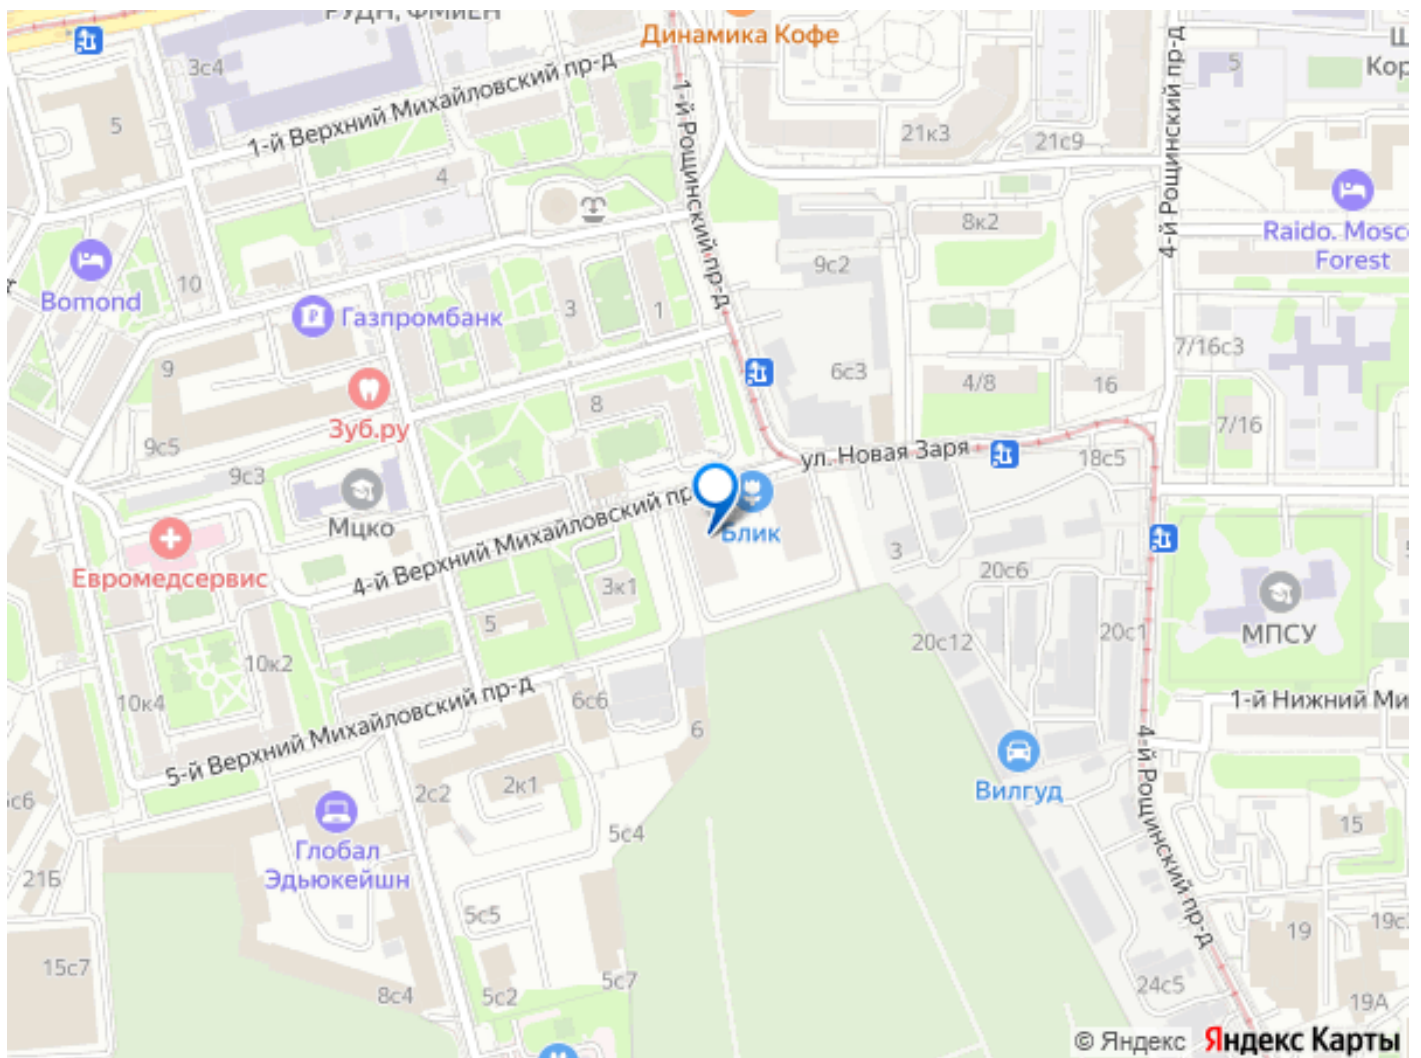 РУДН, ФМиЕН
Динамика Кофе
3с4
1-й Верхний Михайловский пр-д
1-й Рощинский пр-д
4-й Рощинский пр-д
5
5
21к3
21с9
4
8к2
Raido. Mosc
Forest
Bomond
10
9с2
Газпромбанк
3
1
7/16с3
9
6с3
4/8
16
Зуб.ру
8
7/16
9с5
ул. Новая Заря
18с5
9с3
Мцко
4-й Верхний Михайловский пр
Блик
3
Евромедсервис
3к1
20с6
5
20с12
20с1
МПСУ
10к2
10к4
6с6
1-й Нижний Ми
5-й Верхний Михайловский пр-д
6
4-й Рощинский пр-д
2с2
2к1
Вилгуд
с6
5с4
15
Глобал
Эдьюкейшн
21Б
5с5
19
19с
15с7
8с4
5с2
5с7
24с5
19А
© Яндекс Яндекс Карты